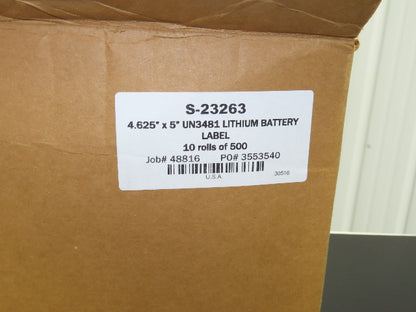 S-23263
4.625" x 5" UN3481 LITHIUM BATTERY
LABEL
10 rolls of 500
Job# 48816 PO# 3553540
U.S.A. 30516